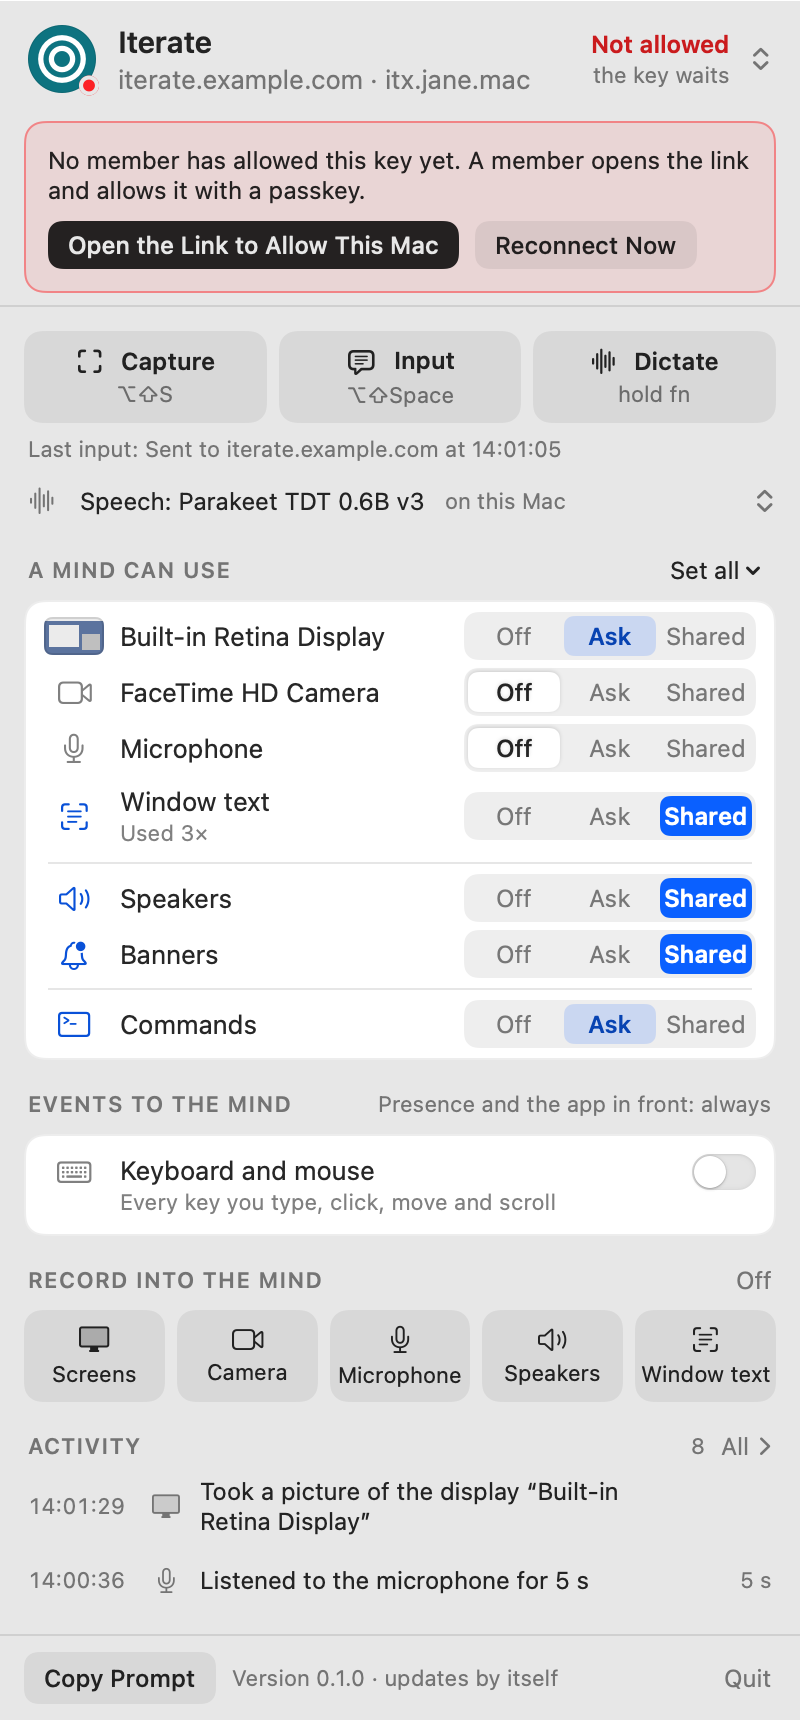 Iterate
iterate.example.com · itx.jane.mac
Not allowed
the key waits
No member has allowed this key yet. A member opens the link
and allows it with a passkey.
Open the Link to Allow This Mac
Reconnect Now
Capture
⌥⇧S
Input
⌥⇧Space
Dictate
hold fn
Last input: Sent to iterate.example.com at 14:01:05
Speech: Parakeet TDT 0.6B v3 on this Mac
A MIND CAN USE
Set all
Built-in Retina Display
Off Ask Shared
FaceTime HD Camera
Off Ask Shared
Microphone
Off Ask Shared
Window text
Used 3×
Off Ask Shared
Speakers
Off Ask Shared
Banners
Off Ask Shared
Commands
Off Ask Shared
EVENTS TO THE MIND
Presence and the app in front: always
Keyboard and mouse
Every key you type, click, move and scroll
RECORD INTO THE MIND
Off
Screens
Camera
Microphone
Speakers
Window text
ACTIVITY
8 All
14:01:29
Took a picture of the display “Built-in
Retina Display”
14:00:36
Listened to the microphone for 5 s
5 s
Copy Prompt
Version 0.1.0 · updates by itself
Quit